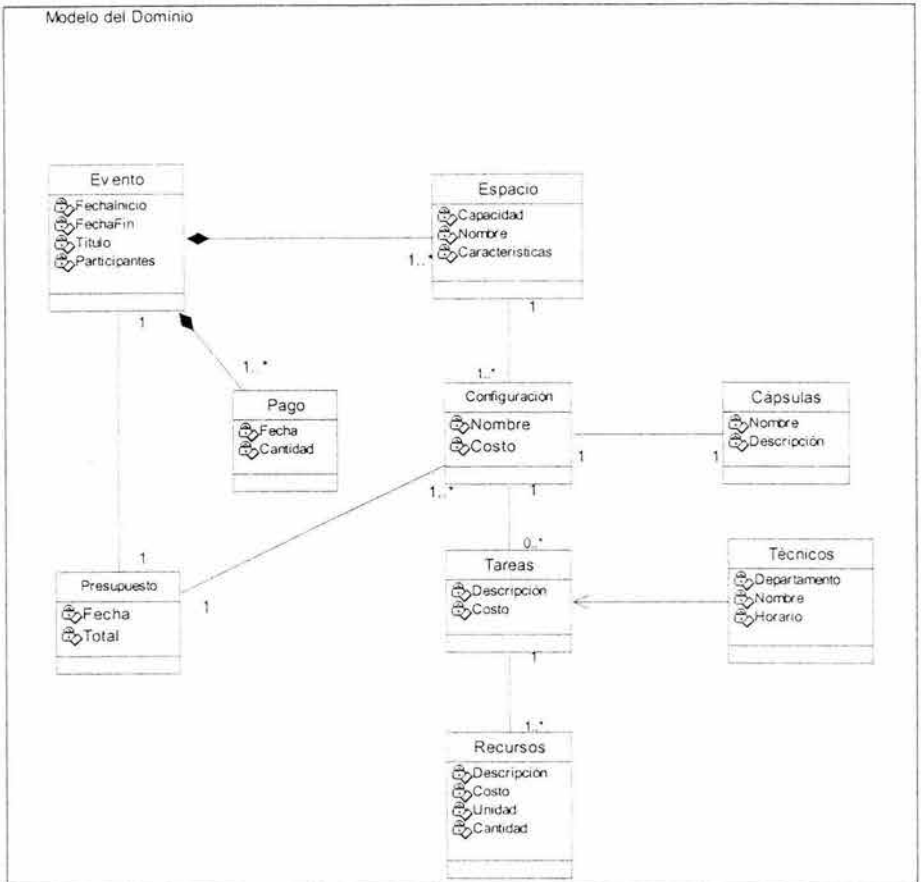 Modelo del Dominio
Evento
FechaInicio
FechaFin
Titulo
Participantes
1
Espacio
Capacidad
Nombre
Caracteristicas
1..*
1
1..*
Pago
Fecha
Cantidad
1..*
Configuración
Nombre
Costo
1..*
1
1
Cápsulas
Nombre
Descripción
1
1
Presupuesto
Fecha
Total
1
0..*
Tareas
Descripción
Costo
1
Técnicos
Departamento
Nombre
Horario
1..*
Recursos
Descripción
Costo
Unidad
Cantidad